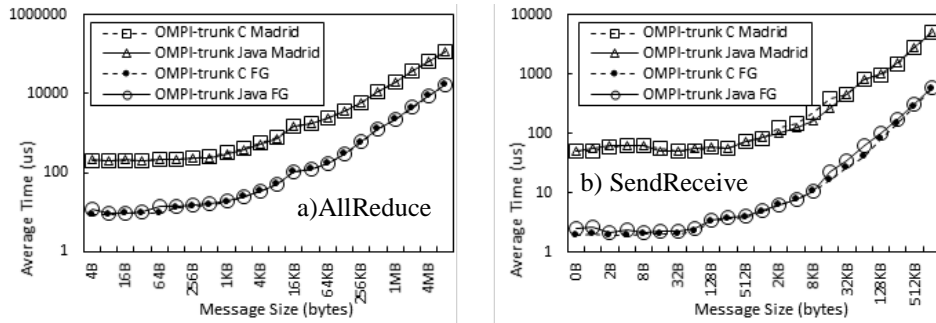 1000000
10000
100
1
Average Time (us)
OMPI-trunk C Madrid
OMPI-trunk Java Madrid
OMPI-trunk C FG
OMPI-trunk Java FG
a)AllReduce
4B
16B
64B
256B
1KB
4KB
16KB
64KB
256KB
1MB
4MB
Message Size (bytes)
10000
1000
100
10
1
Average Time (us)
OMPI-trunk C Madrid
OMPI-trunk Java Madrid
OMPI-trunk C FG
OMPI-trunk Java FG
b) SendReceive
0B
2B
8B
32B
128B
512B
2KB
8KB
32KB
128KB
512KB
Message Size (bytes)